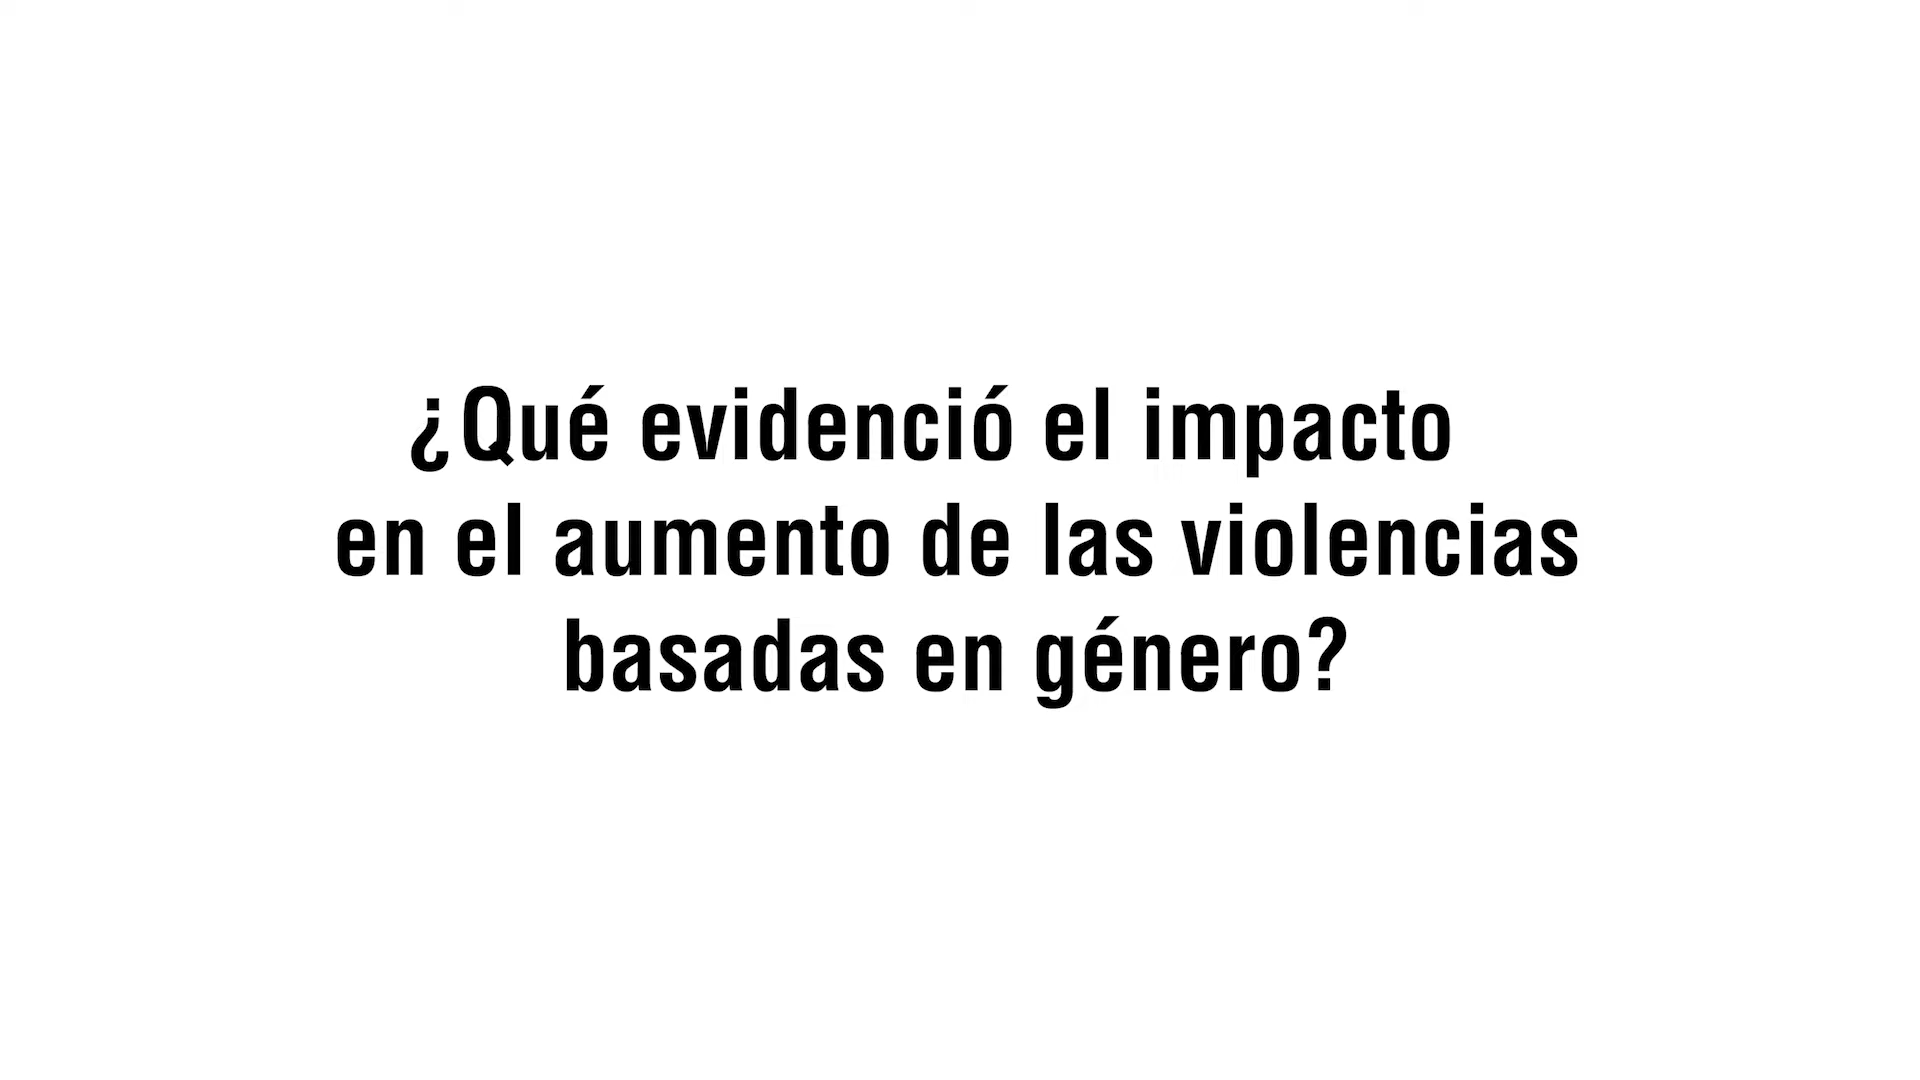 ¿Qué evidenció el impacto
en el aumento de las violencias
basadas en género?